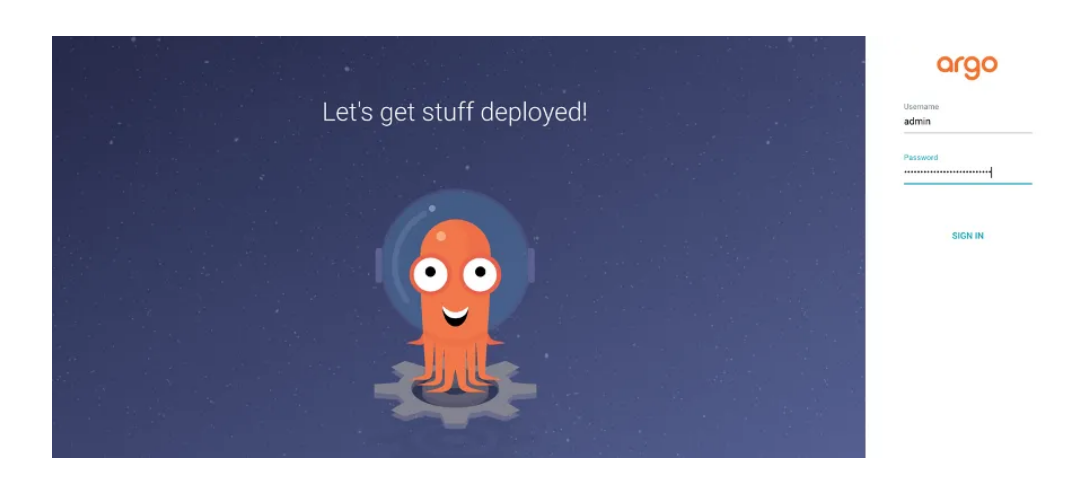 Let's get stuff deployed!
argo
Username
admin
Password
SIGN IN